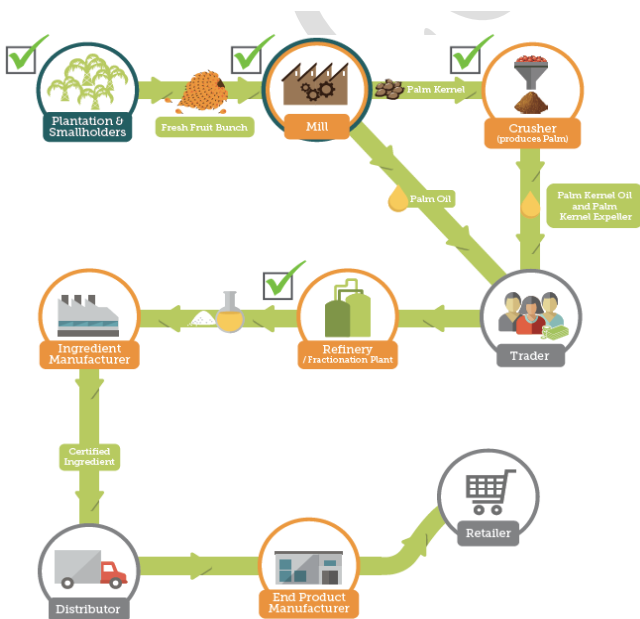 Plantation &
Smallholders
Fresh Fruit Bunch
Mill
Palm Kernel
Crusher
(produces Palm)
Palm Oil
Palm Kernel Oil
and Palm
Kernel Expeller
Trader
Refinery
/ Fractionation Plant
Ingredient
Manufacturer
Certified
Ingredient
Distributor
End Product
Manufacturer
Retailer